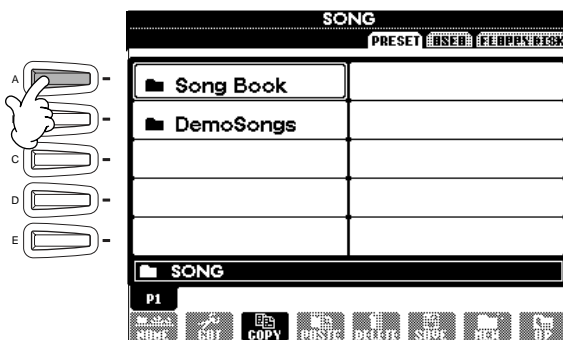 SONG
PRESET USER FLOPPY DISK
A
Song Book
DemoSongs
C
D
E
SONG
P1
NAME CUT COPY PASTE DELETE SAVE NEW UP